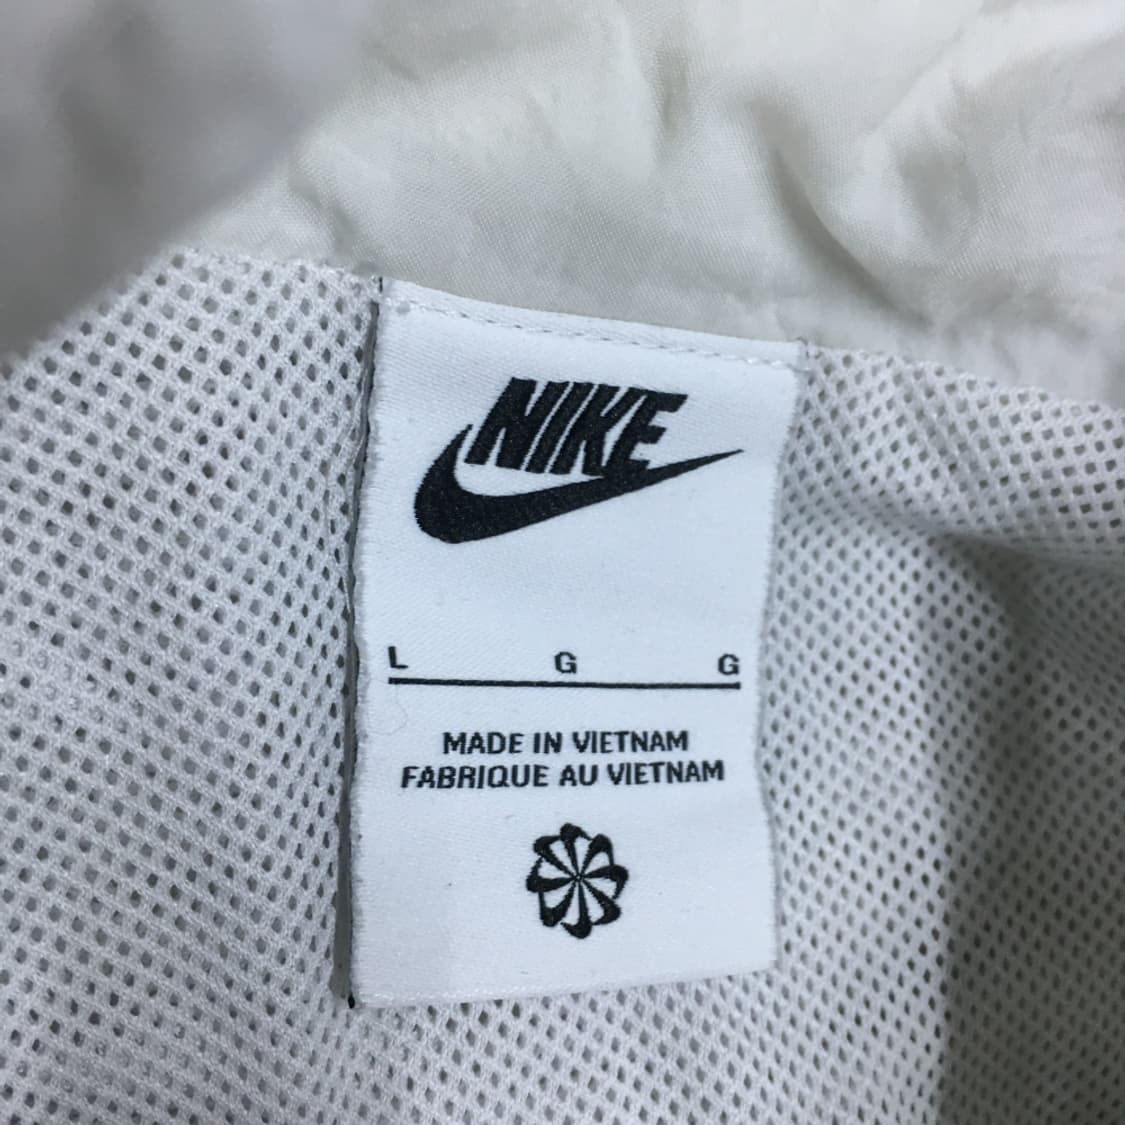 NIKE
L G G
MADE IN VIETNAM
FABRIQUE AU VIETNAM